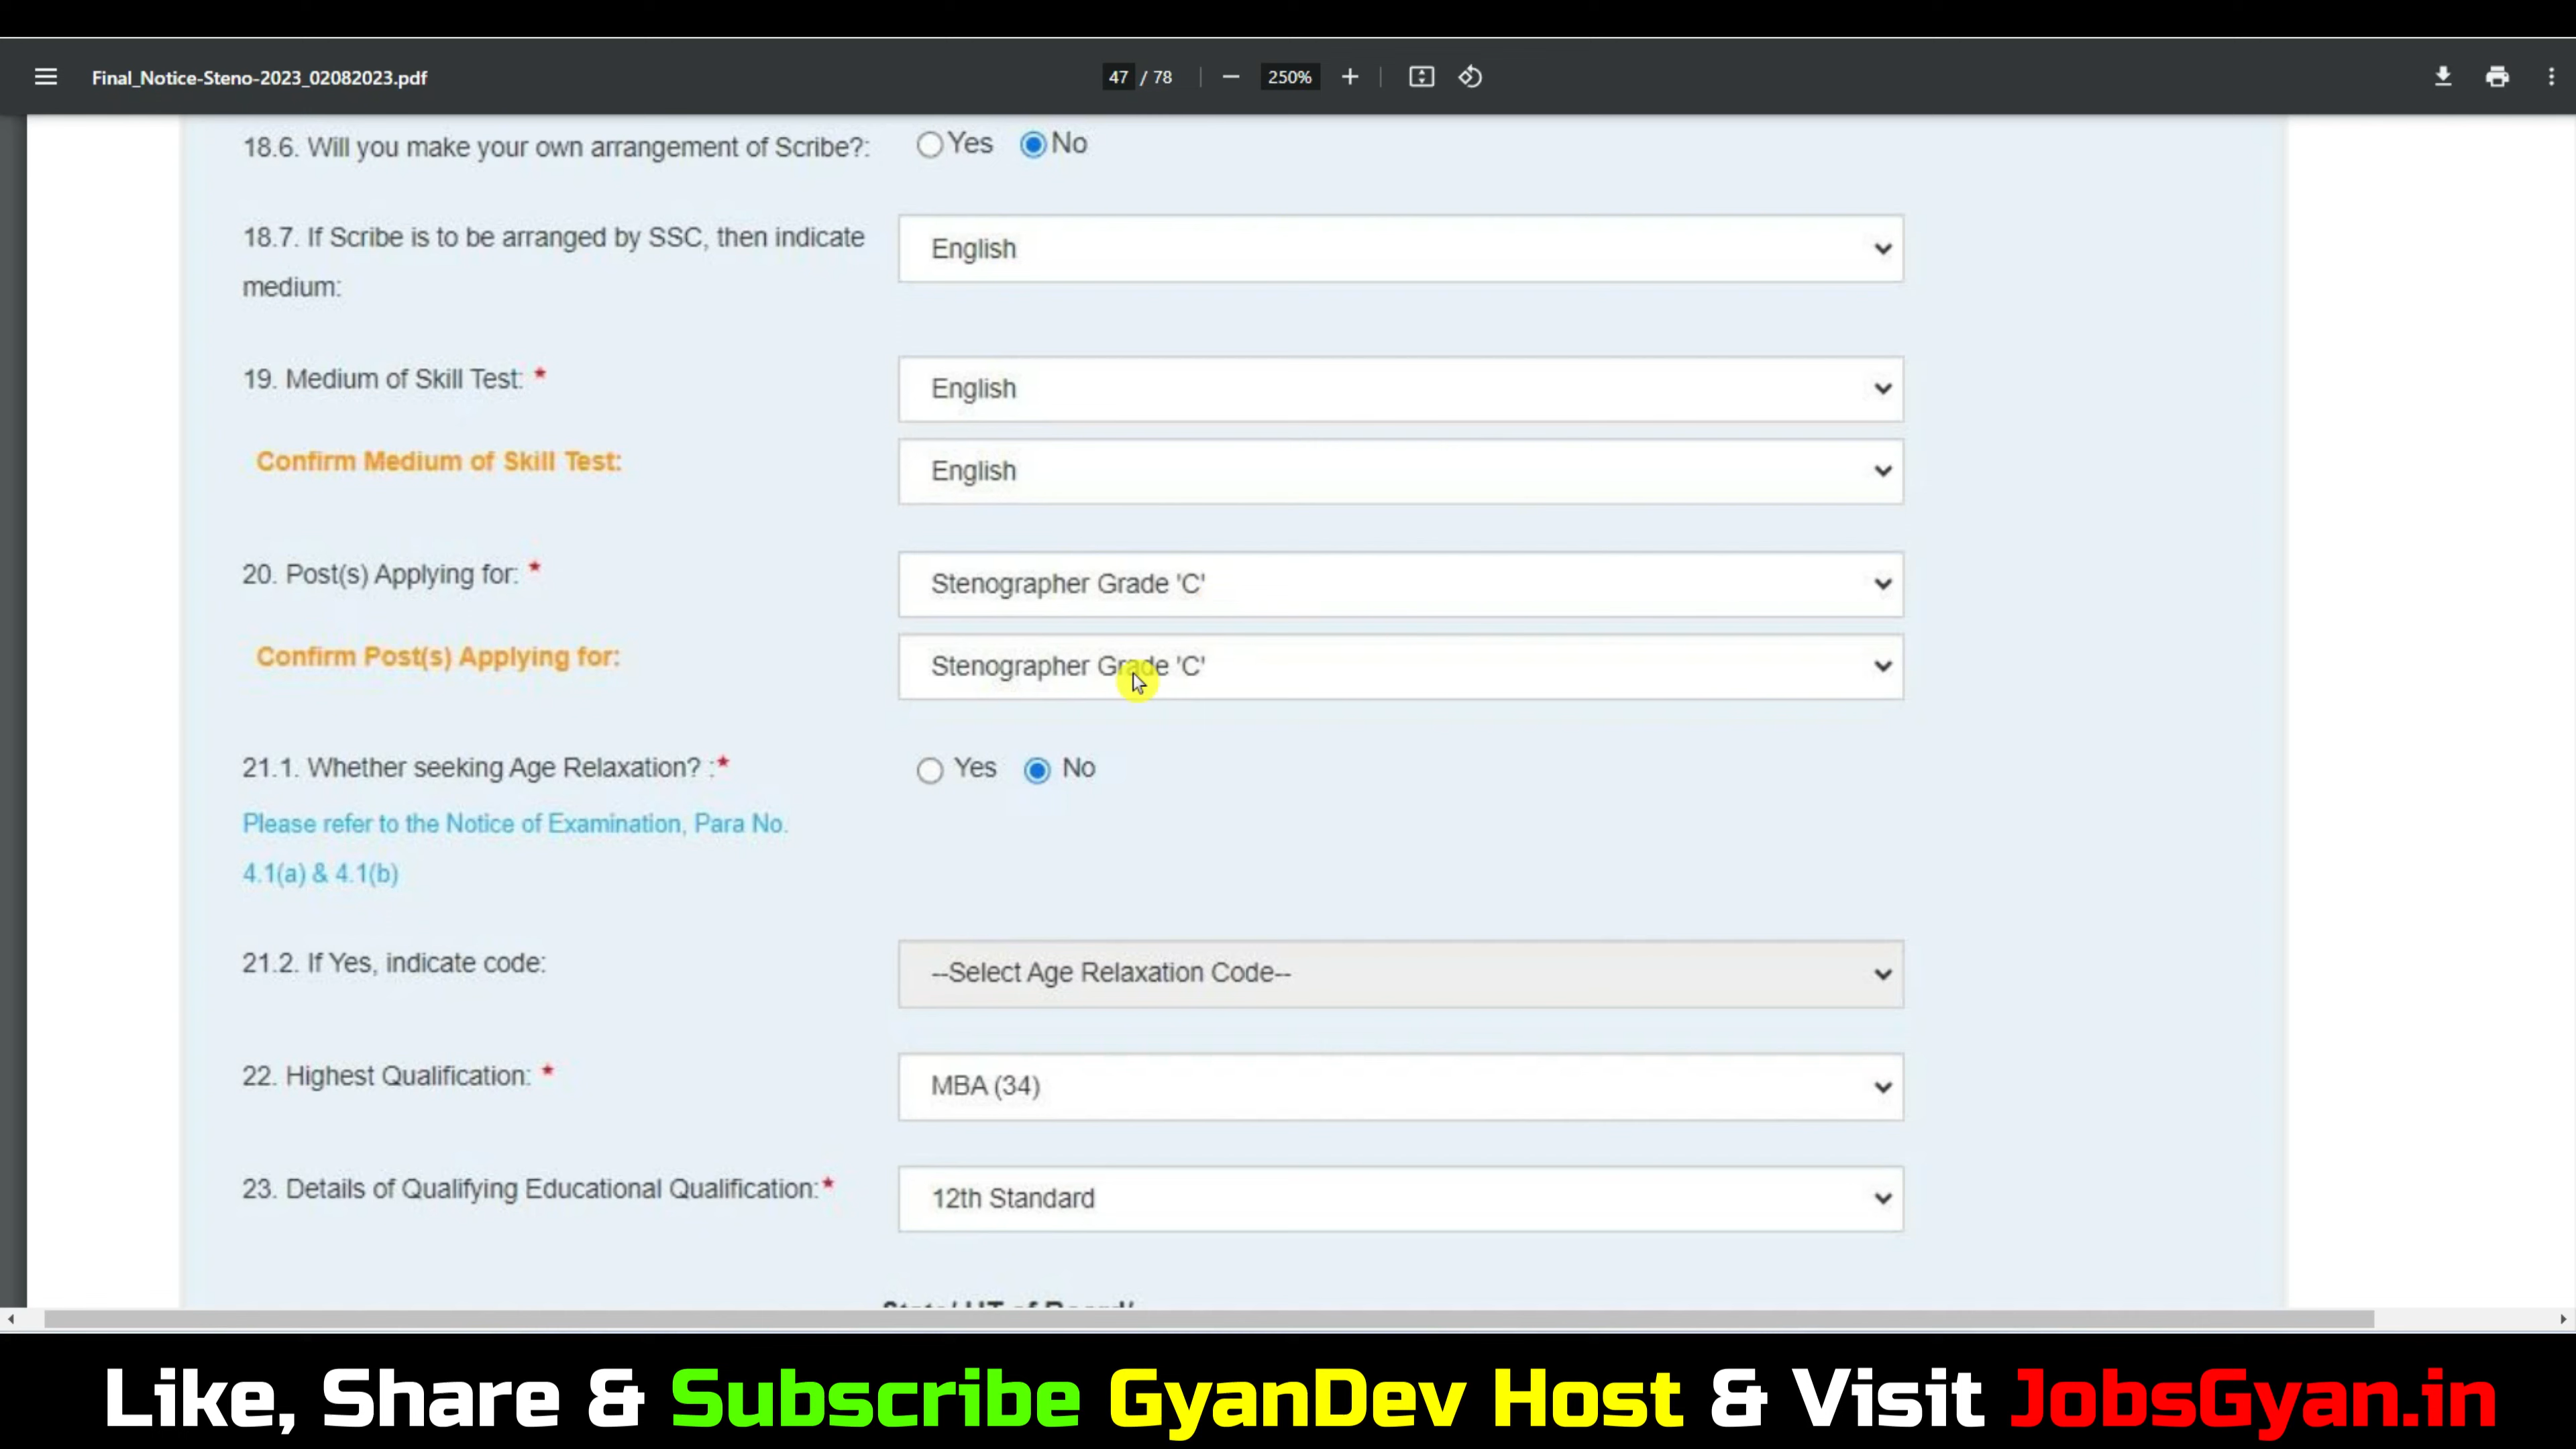 Final_Notice-Steno-2023_02082023.pdf
47 / 78
250%
18.6. Will you make your own arrangement of Scribe?: Yes No
18.7. If Scribe is to be arranged by SSC, then indicate
medium:
English
19. Medium of Skill Test: * English
Confirm Medium of Skill Test: English
20. Post(s) Applying for: * Stenographer Grade 'C'
Confirm Post(s) Applying for: Stenographer Grade 'C'
21.1. Whether seeking Age Relaxation? :* Yes No
Please refer to the Notice of Examination, Para No.
4.1(a) & 4.1(b)
21.2. If Yes, indicate code: --Select Age Relaxation Code--
22. Highest Qualification: * MBA (34)
23. Details of Qualifying Educational Qualification:* 12th Standard
Like, Share & Subscribe GyanDev Host & Visit JobsGyan.in